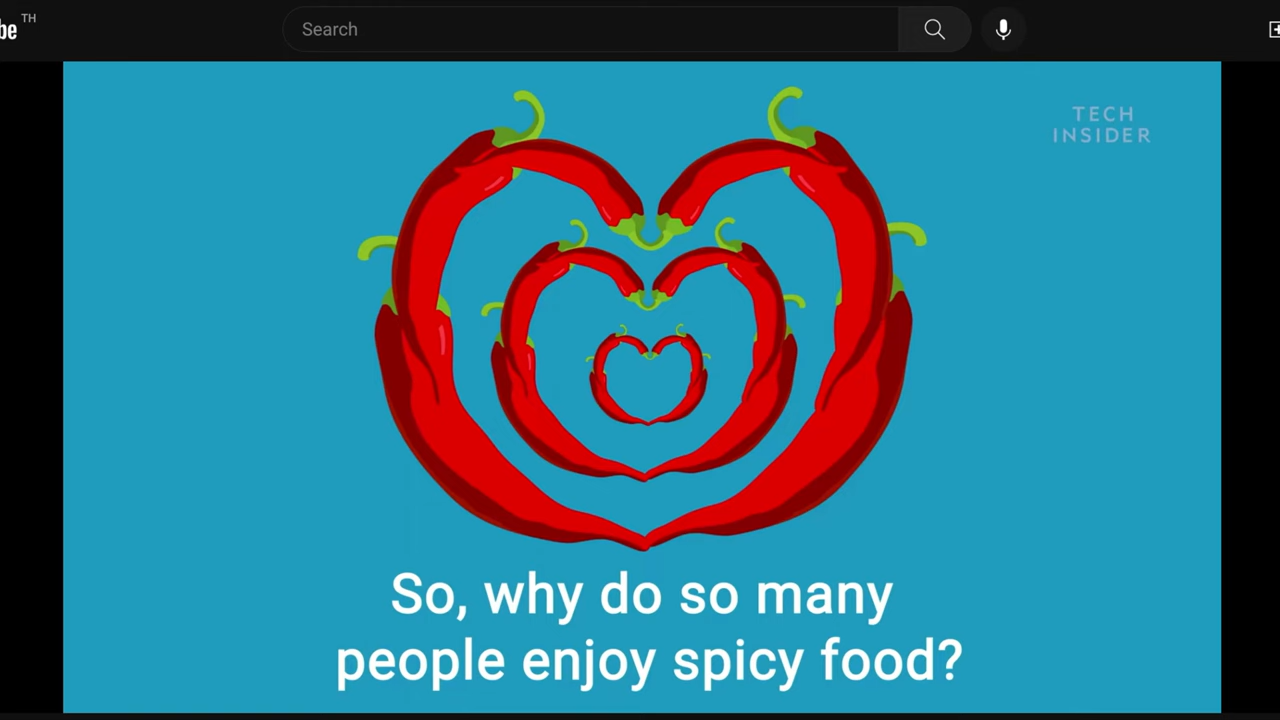 be TH
Search
TECH
INSIDER
So, why do so many
people enjoy spicy food?